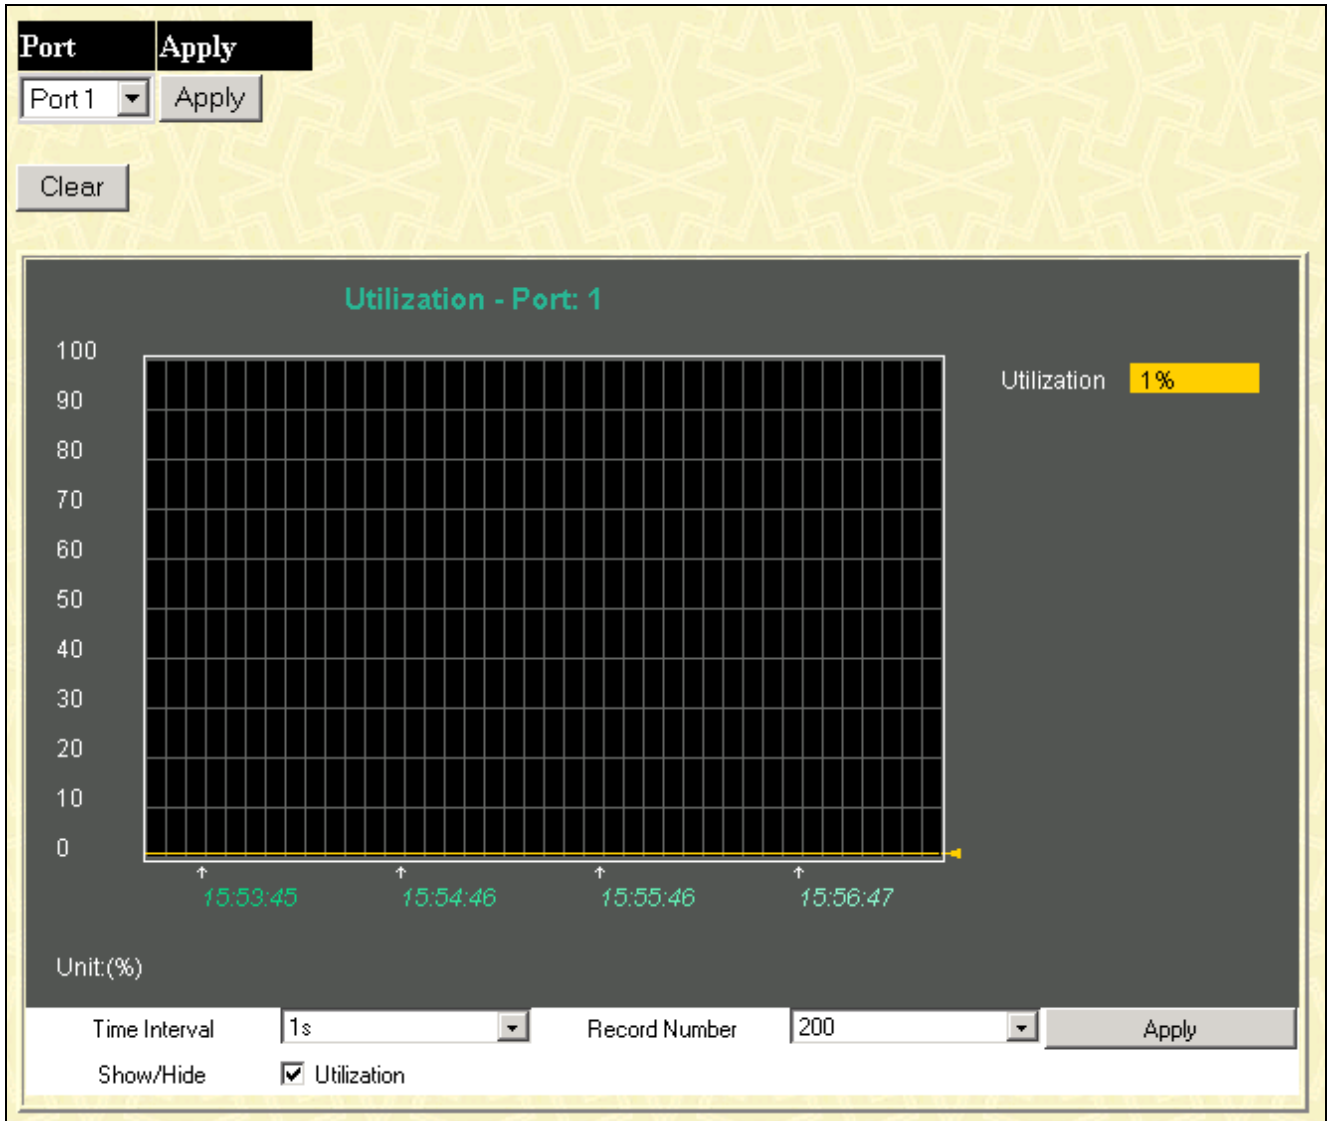 Port Apply
Port 1 Apply
Clear
Utilization - Port: 1
100
90
80
70
60
50
40
30
20
10
0
Utilization 1%
15:53:45 15:54:46 15:55:46 15:56:47
Unit:(%)
Time Interval 1s Record Number 200 Apply
Show/Hide Utilization